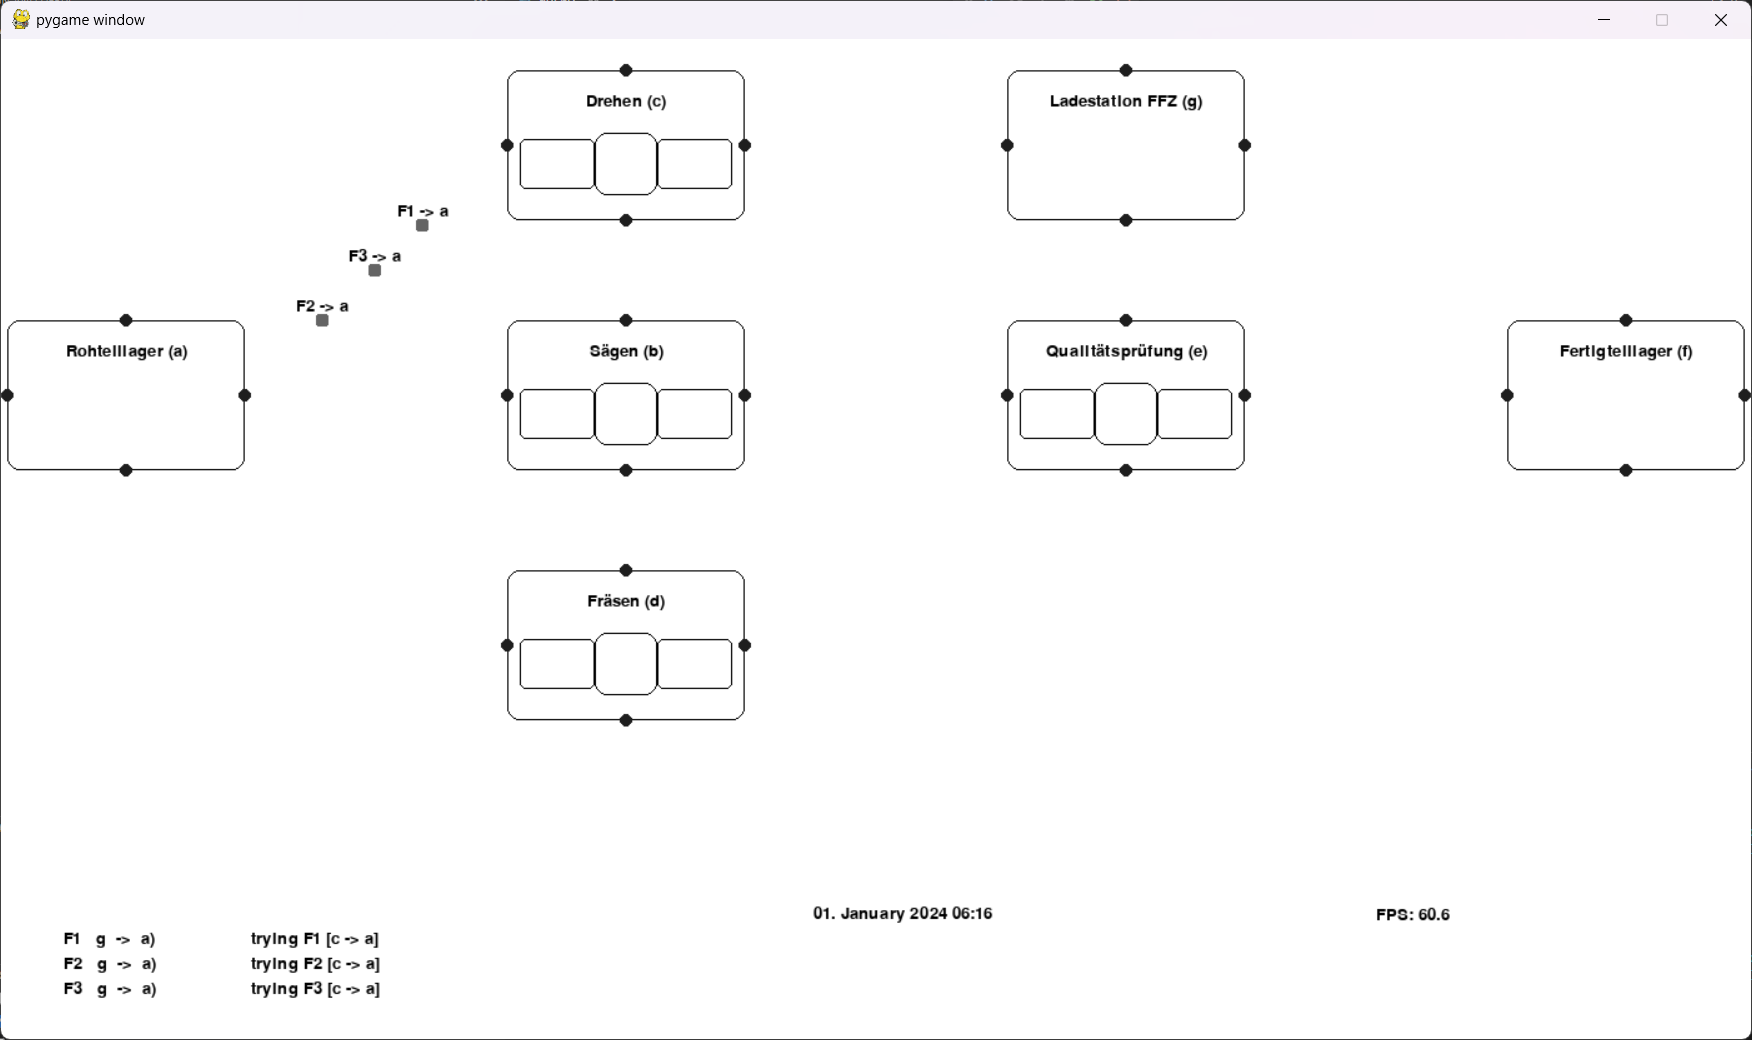 pygame window
Drehen (c)
Ladestation FFZ (g)
F1 -> a
F3 -> a
F2 -> a
Rohteillager (a)
Sägen (b)
Qualitätsprüfung (e)
Fertigteillager (f)
Fräsen (d)
01. January 2024 06:16
FPS: 60.6
F1 g -> a)
trying F1 [c -> a]
F2 g -> a)
trying F2 [c -> a]
F3 g -> a)
trying F3 [c -> a]